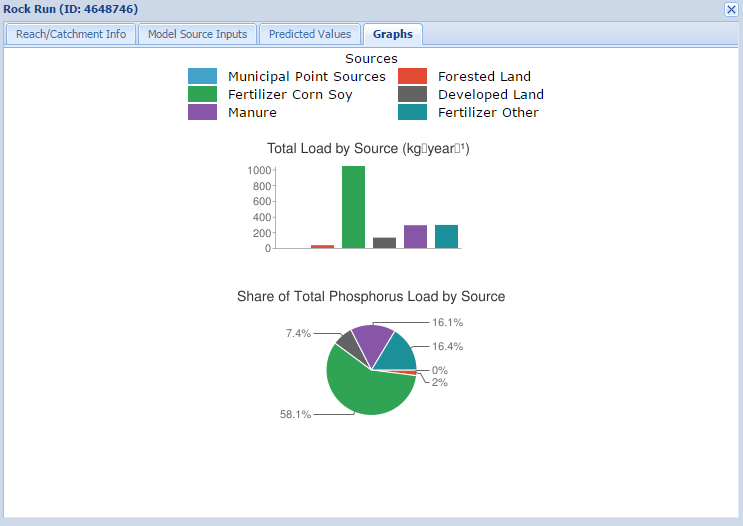 Rock Run (ID: 4648746)
Reach/Catchment Info Model Source Inputs Predicted Values Graphs
Sources
Municipal Point Sources Forested Land
Fertilizer Corn Soy Developed Land
Manure Fertilizer Other
Total Load by Source (kg▯year▯¹)
1000
800
600
400
200
0
Share of Total Phosphorus Load by Source
16.1%
7.4%
16.4%
0%
2%
58.1%